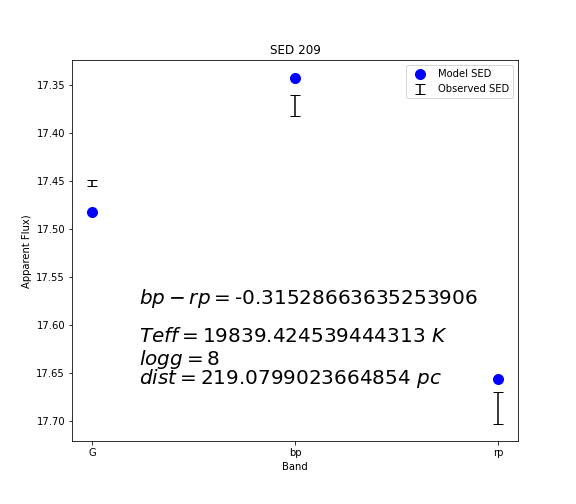 SED 209
Model SED
Observed SED
17.35
17.40
17.45
17.50
17.55
17.60
17.65
17.70
Apparent Flux)
bp − rp = -0.31528663635253906
Teff = 19839.424539444313 K
logg = 8
dist = 219.0799023664854 pc
G bp rp
Band